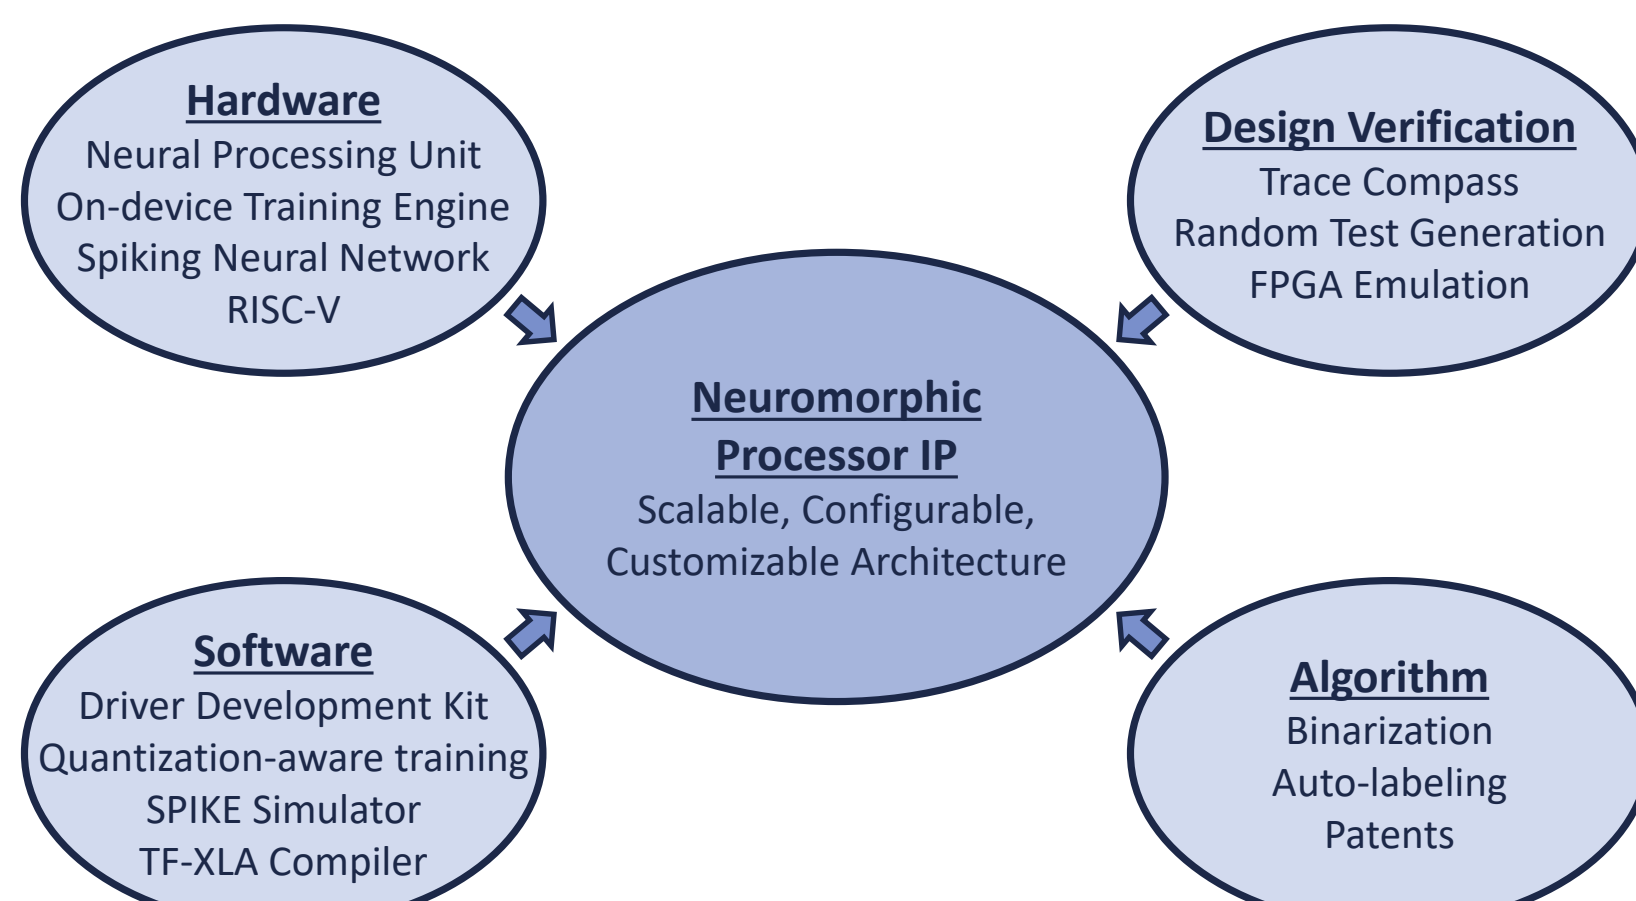 Hardware
Neural Processing Unit
On-device Training Engine
Spiking Neural Network
RISC-V
Design Verification
Trace Compass
Random Test Generation
FPGA Emulation
Neuromorphic
Processor IP
Scalable, Configurable,
Customizable Architecture
Software
Driver Development Kit
Quantization-aware training
SPIKE Simulator
TF-XLA Compiler
Algorithm
Binarization
Auto-labeling
Patents